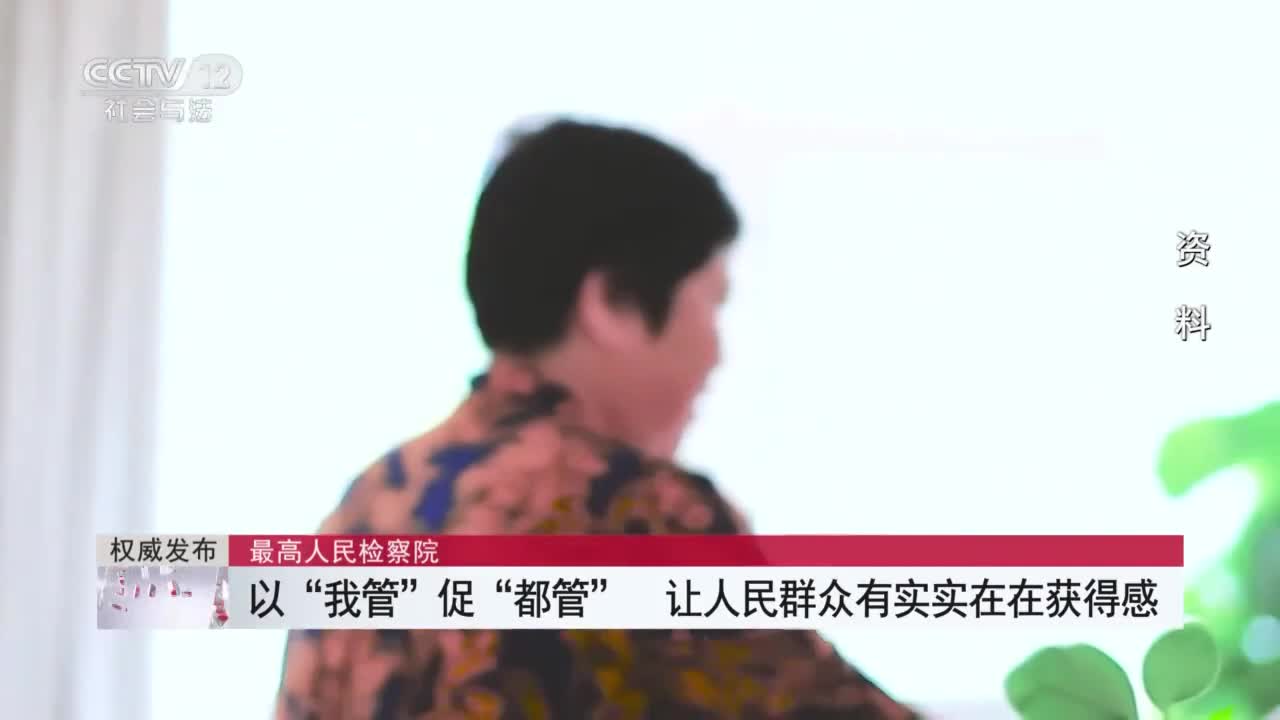 CCTV 12
社会与法
资料
权威发布
最高人民检察院
以“我管”促“都管” 让人民群众有实实在在获得感